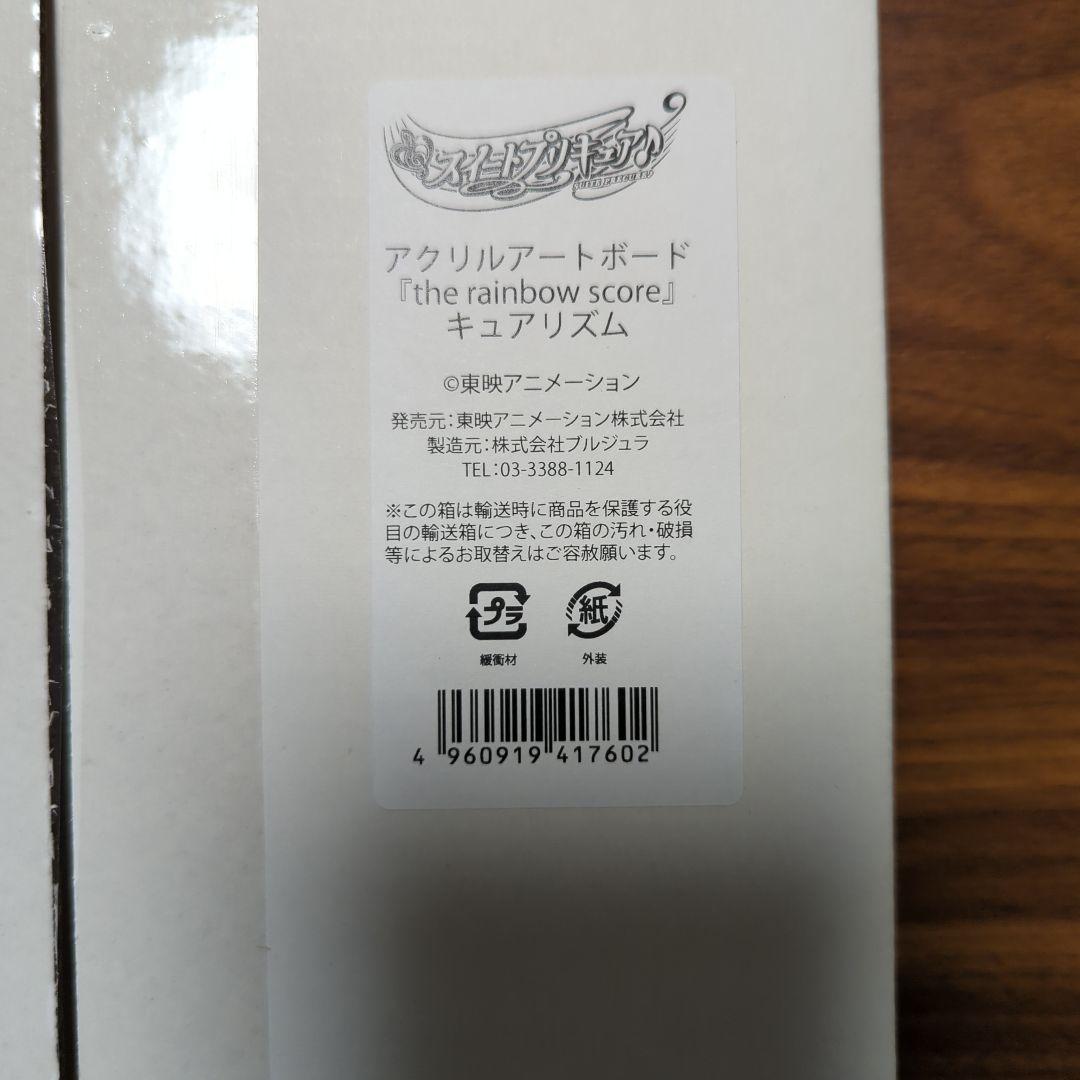 スイートプリキュア♪
SUITE PRECURE
アクリルアートボード
『the rainbow score』
キュアリズム
©東映アニメーション
発売元：東映アニメーション株式会社
製造元：株式会社ブルジュラ
TEL：03-3388-1124
※この箱は輸送時に商品を保護する役
目の輸送箱につき、この箱の汚れ・破損
等によるお取替えはご容赦願います。
プラ 紙
緩衝材 外装
4 960919 417602